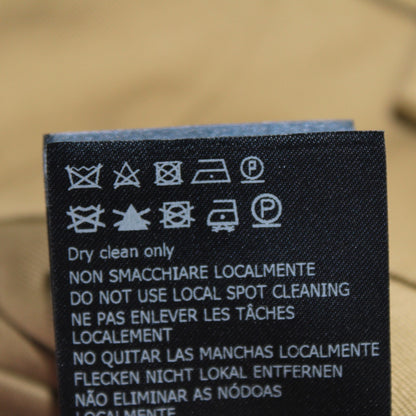 P
P
Dry clean only
NON SMACCHIARE LOCALMENTE
DO NOT USE LOCAL SPOT CLEANING
NE PAS ENLEVER LES TÂCHES
LOCALEMENT
NO QUITAR LAS MANCHAS LOCALMENTE
FLECKEN NICHT LOKAL ENTFERNEN
NÃO ELIMINAR AS NÓDOAS
LOCALMENTE